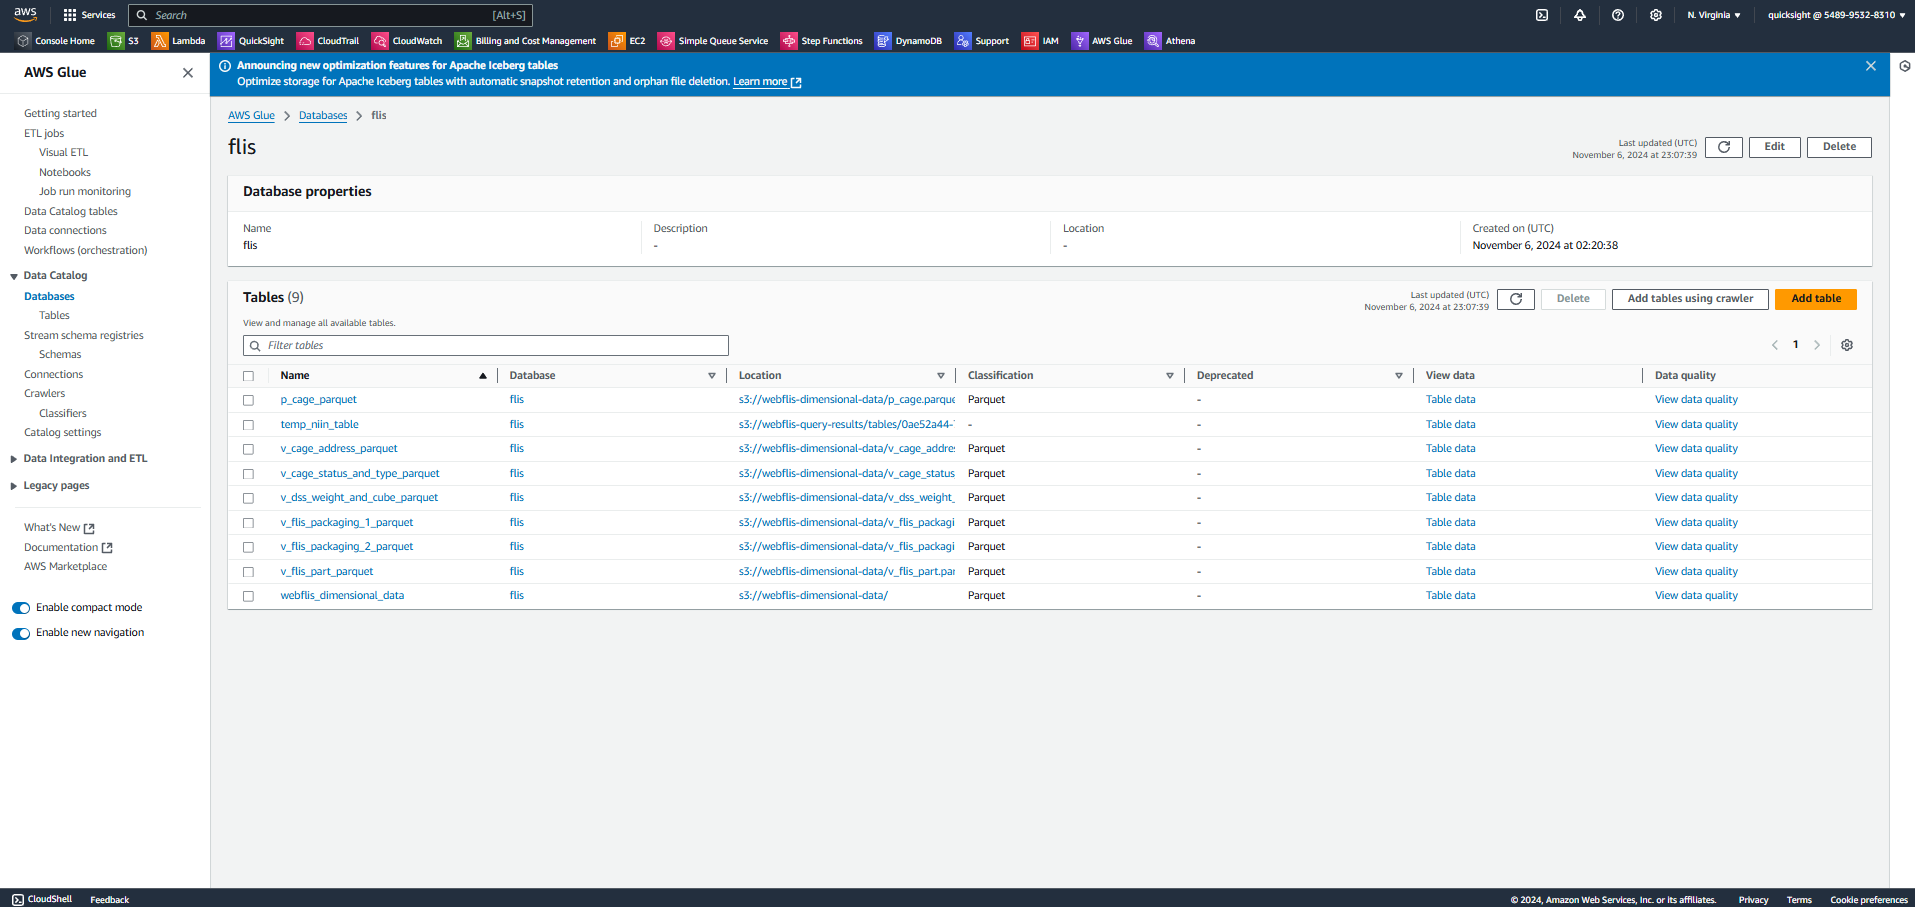 aws Services Search [Alt+S] N. Virginia quicksight @ 5489-9532-8310
Console Home S3 Lambda QuickSight CloudTrail CloudWatch Billing and Cost Management EC2 Simple Queue Service Step Functions DynamoDB Support IAM AWS Glue Athena
AWS Glue
Getting started
ETL jobs
Visual ETL
Notebooks
Job run monitoring
Data Catalog tables
Data connections
Workflows (orchestration)
Data Catalog
Databases
Tables
Stream schema registries
Schemas
Connections
Crawlers
Classifiers
Catalog settings
Data Integration and ETL
Legacy pages
What's New
Documentation
AWS Marketplace
Enable compact mode
Enable new navigation
Announcing new optimization features for Apache Iceberg tables
Optimize storage for Apache Iceberg tables with automatic snapshot retention and orphan file deletion. Learn more
AWS Glue Databases flis
flis
Last updated (UTC)
November 6, 2024 at 23:07:39
Edit Delete
Database properties
Name Description Location Created on (UTC)
flis - - November 6, 2024 at 02:20:38
Tables (9)
Last updated (UTC)
November 6, 2024 at 23:07:39
Delete Add tables using crawler Add table
View and manage all available tables.
Filter tables
1
Name Database Location Classification Deprecated View data Data quality
p_cage_parquet flis s3://webflis-dimensional-data/p_cage.parque Parquet - Table data View data quality
temp_niin_table flis s3://webflis-query-results/tables/0ae52a44- - - Table data View data quality
v_cage_address_parquet flis s3://webflis-dimensional-data/v_cage_addre Parquet - Table data View data quality
v_cage_status_and_type_parquet flis s3://webflis-dimensional-data/v_cage_status Parquet - Table data View data quality
v_dss_weight_and_cube_parquet flis s3://webflis-dimensional-data/v_dss_weight_ Parquet - Table data View data quality
v_flis_packaging_1_parquet flis s3://webflis-dimensional-data/v_flis_packagi Parquet - Table data View data quality
v_flis_packaging_2_parquet flis s3://webflis-dimensional-data/v_flis_packagi Parquet - Table data View data quality
v_flis_part_parquet flis s3://webflis-dimensional-data/v_flis_part.par Parquet - Table data View data quality
webflis_dimensional_data flis s3://webflis-dimensional-data/ Parquet - Table data View data quality
CloudShell Feedback © 2024, Amazon Web Services, Inc. or its affiliates. Privacy Terms Cookie preferences